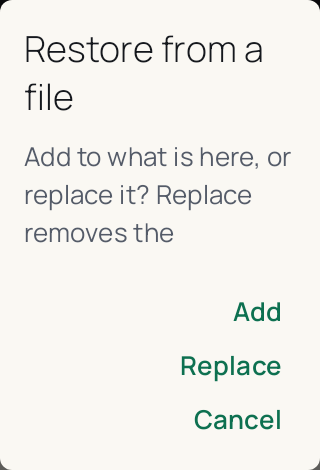 Restore from a
file
Add to what is here, or
replace it? Replace
removes the
Add
Replace
Cancel